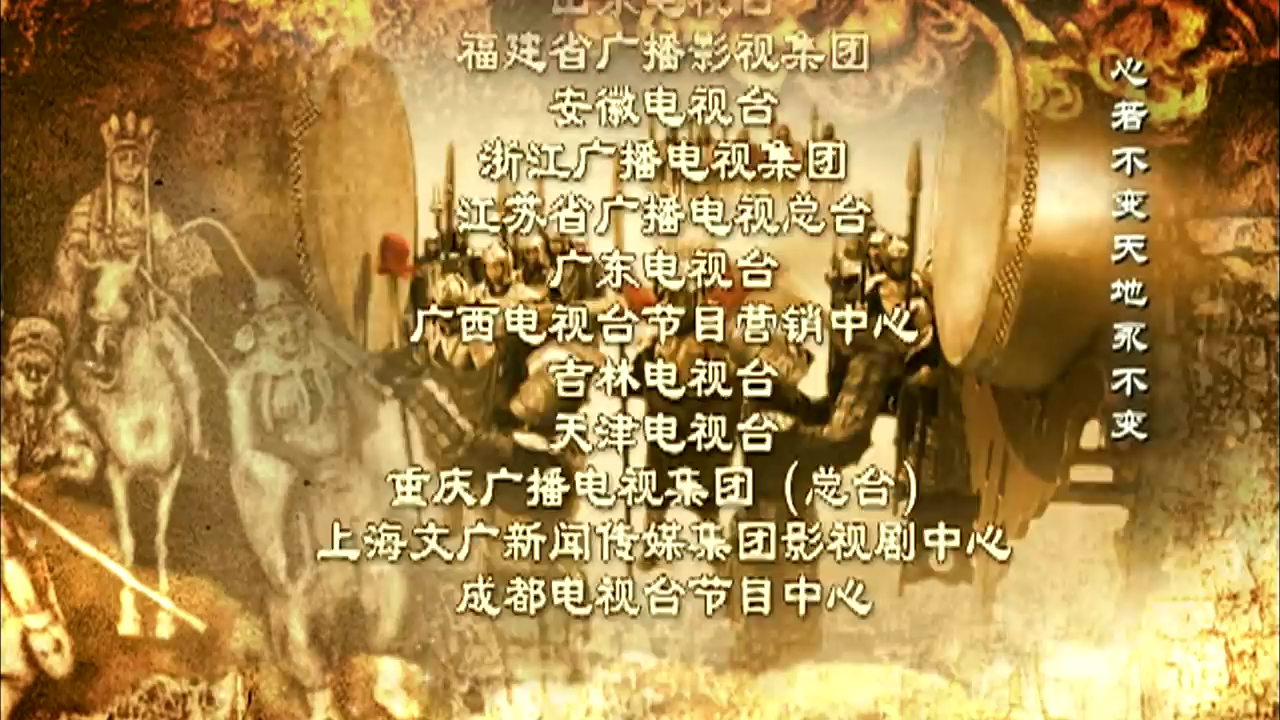 山东电视台
福建省广播影视集团
安徽电视台
浙江广播电视集团
江苏省广播电视总台
广东电视台
广西电视台节目营销中心
吉林电视台
天津电视台
重庆广播电视集团（总台）
上海文广新闻传媒集团影视剧中心
成都电视台节目中心
心若不变天地永不变